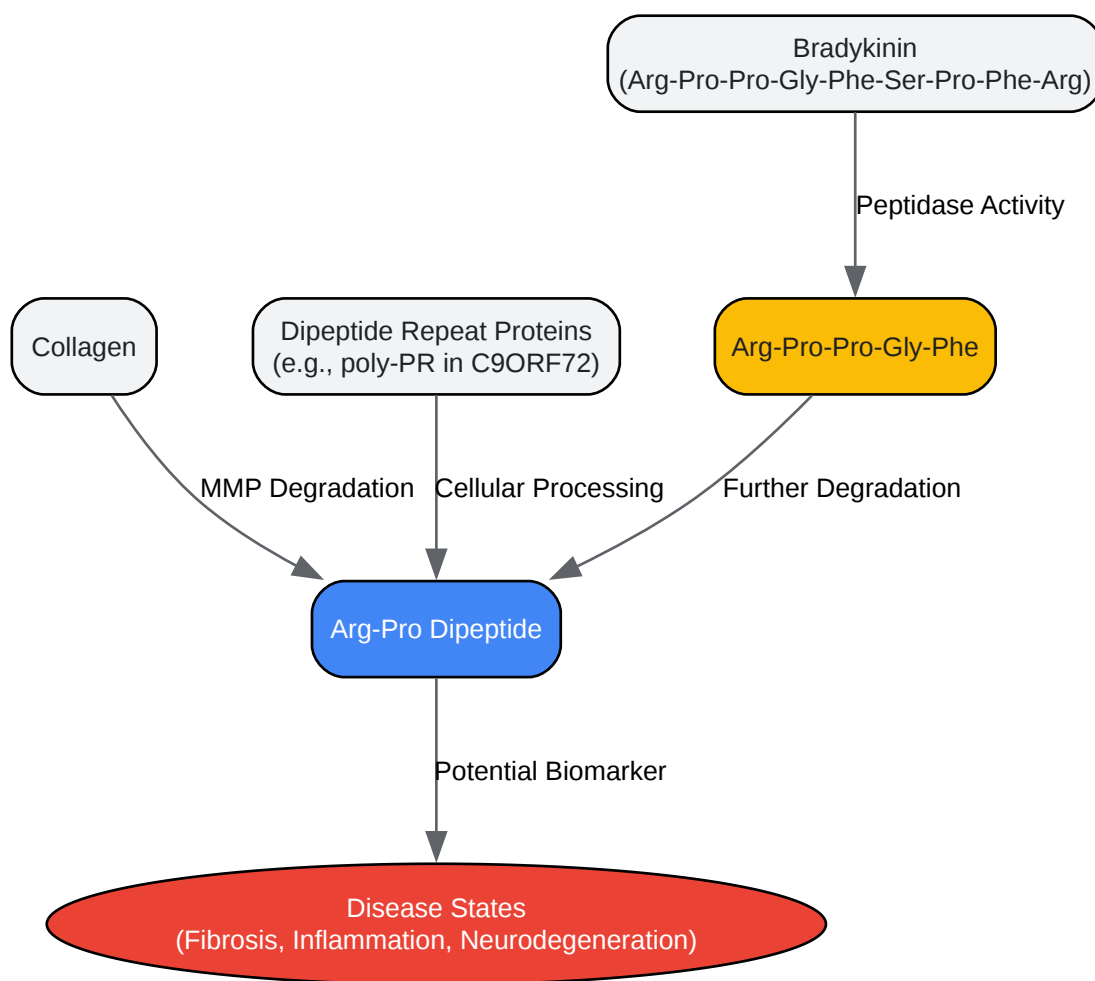 Bradykinin
(Arg-Pro-Pro-Gly-Phe-Ser-Pro-Phe-Arg)
Peptidase Activity
Collagen
Dipeptide Repeat Proteins
(e.g., poly-PR in C9ORF72)
Arg-Pro-Pro-Gly-Phe
MMP Degradation
Cellular Processing
Further Degradation
Arg-Pro Dipeptide
Potential Biomarker
Disease States
(Fibrosis, Inflammation, Neurodegeneration)